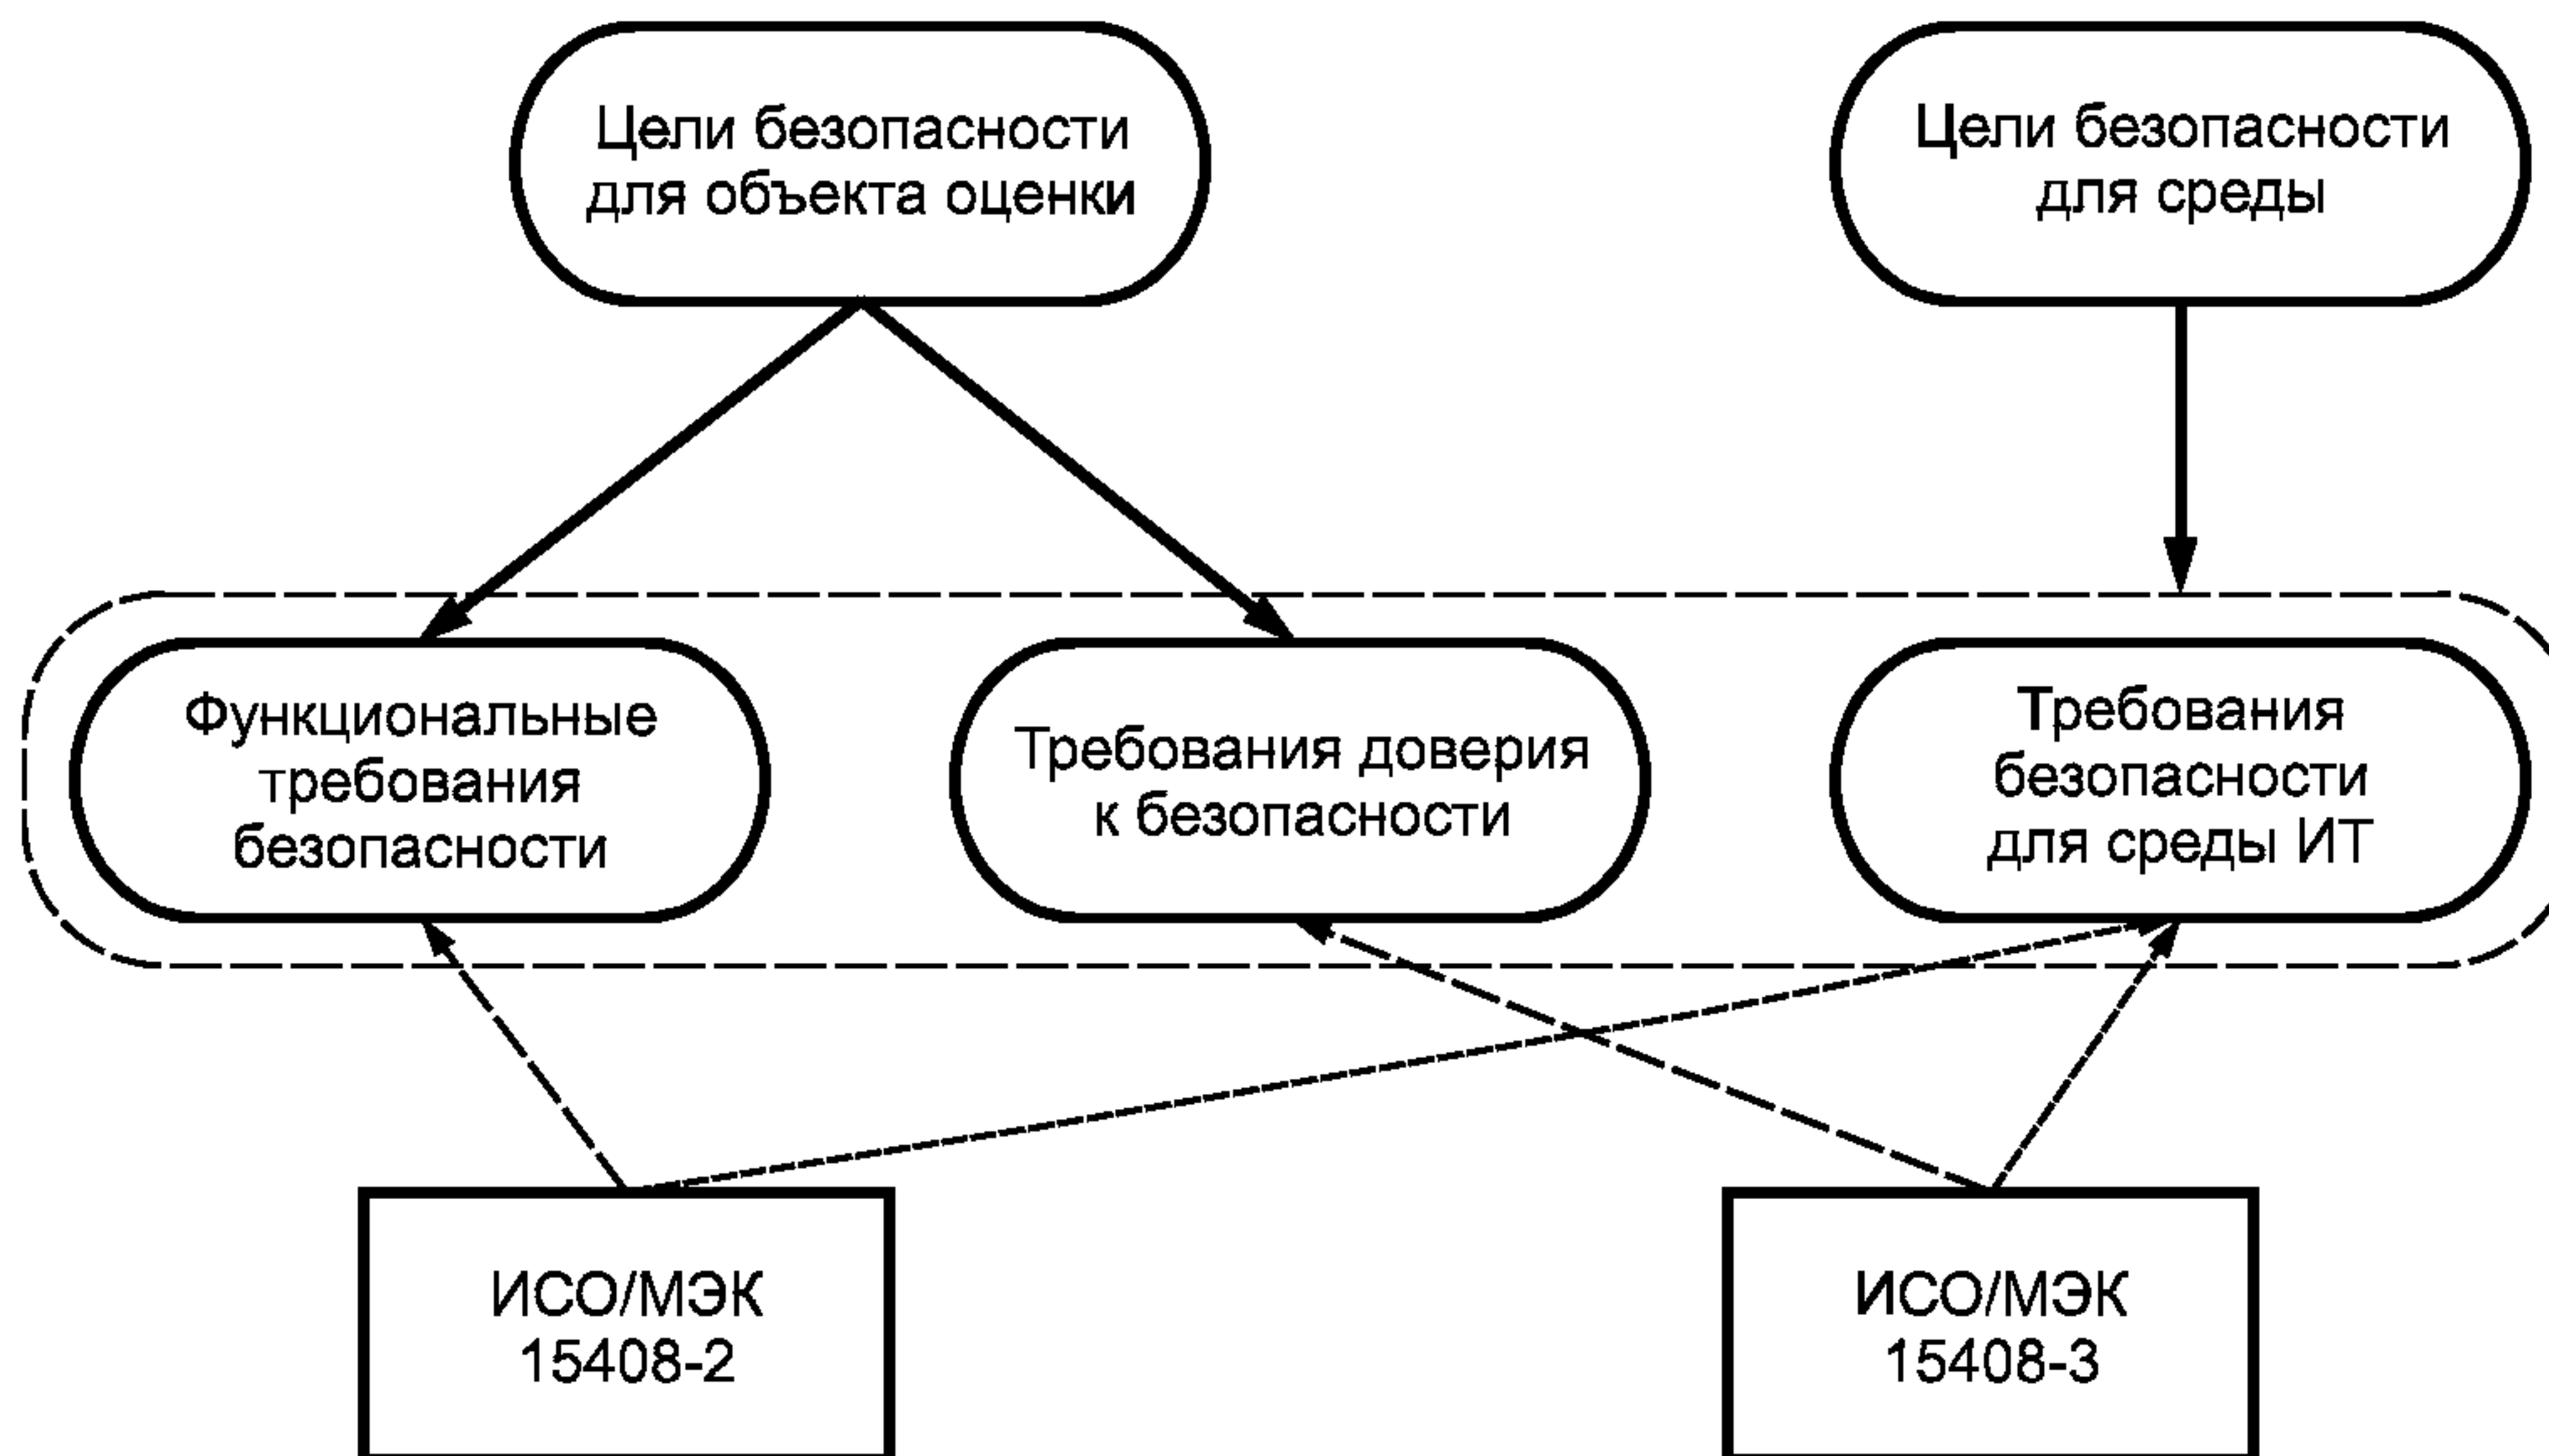 Цели безопасности
для объекта оценки
Цели безопасности
для среды
Функциональные
требования
безопасности
Требования доверия
к безопасности
Требования
безопасности
для среды ИТ
ИСО/МЭК
15408-2
ИСО/МЭК
15408-3